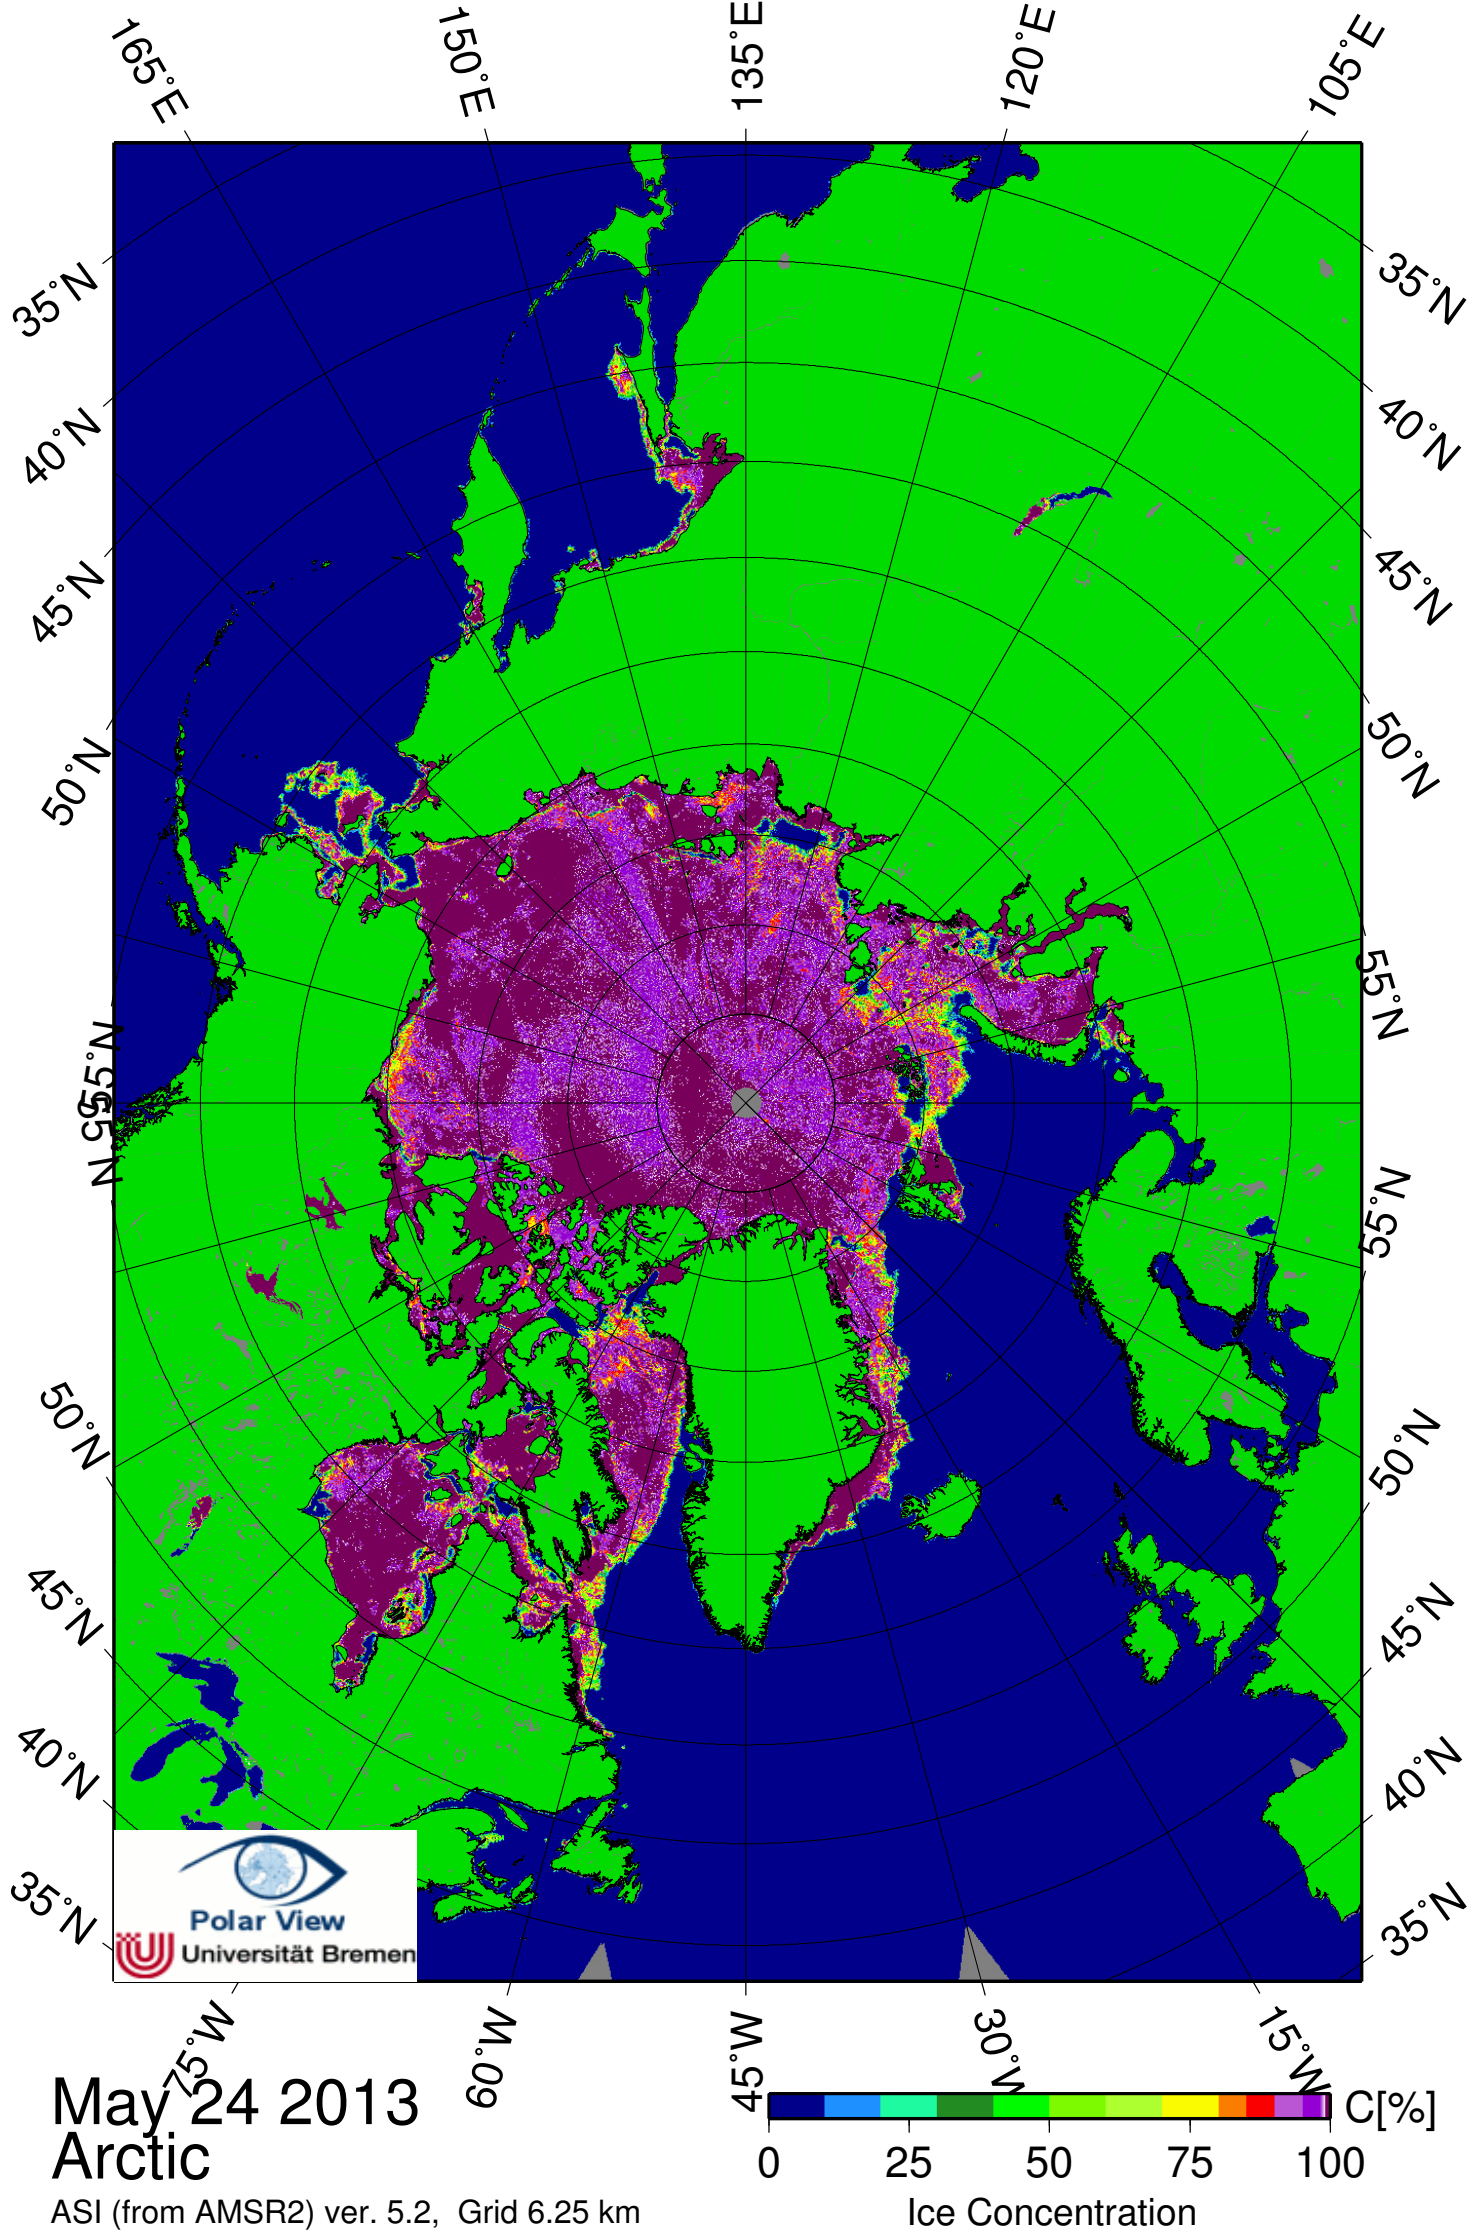 165°E 150°E 135°E 120°E 105°E
35°N 35°N
40°N 40°N
45°N 45°N
50°N 50°N
55°N 55°N
55°N 55°N
50°N 50°N
45°N 45°N
40°N 40°N
35°N 35°N
Polar View
Universität Bremen
75°W 60°W 45°W 30°W 15°W
May 24 2013
Arctic
ASI (from AMSR2) ver. 5.2, Grid 6.25 km
C[%]
0 25 50 75 100
Ice Concentration